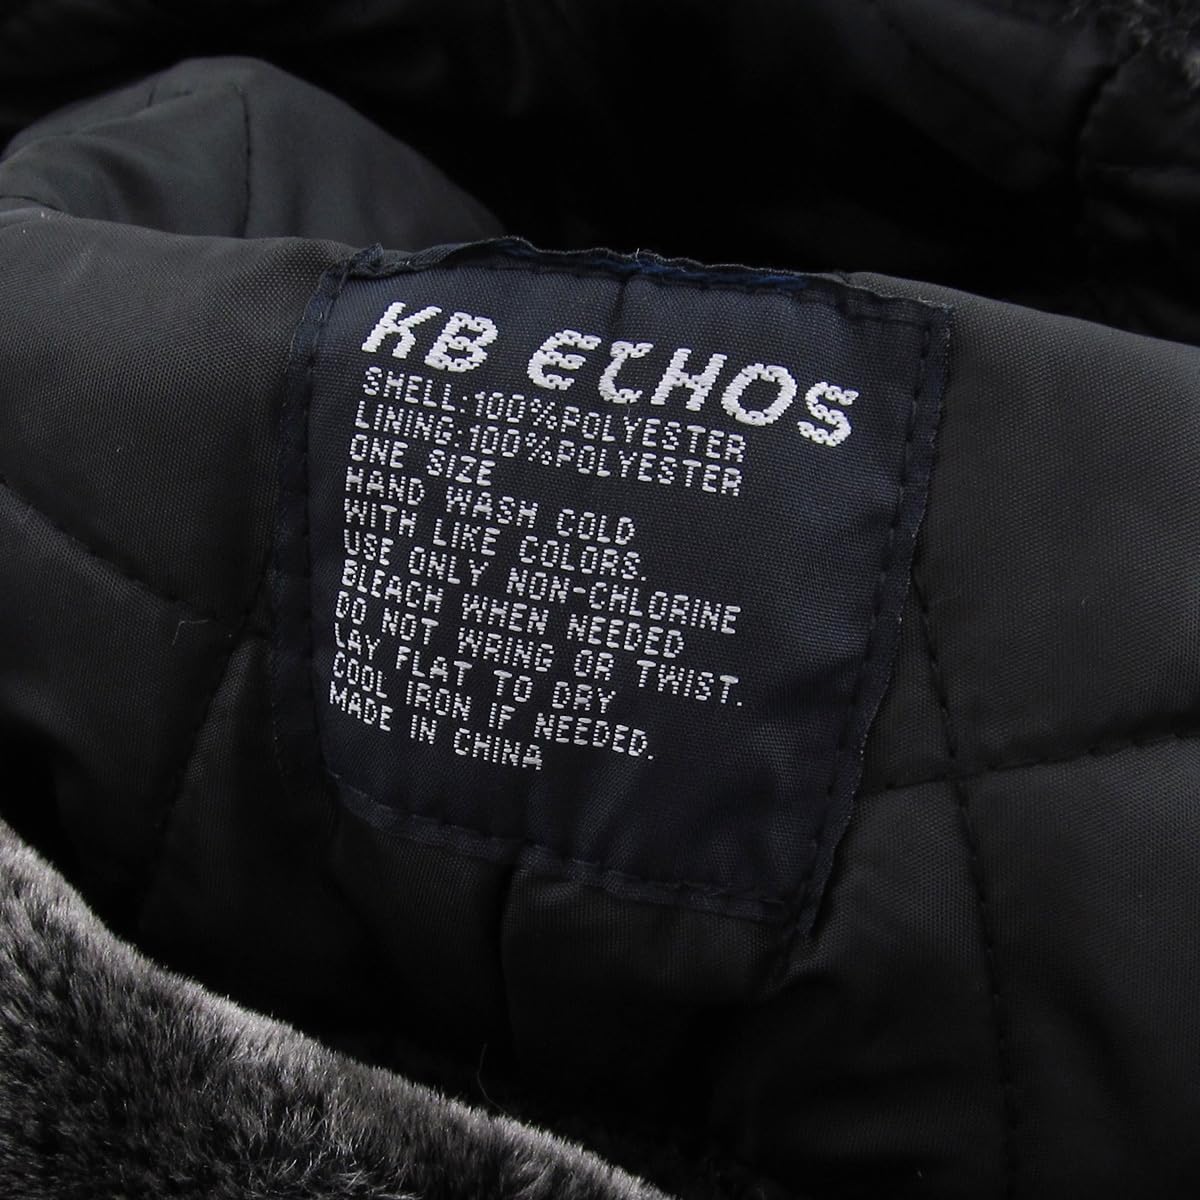 KB ETHOS
SHELL:100%POLYESTER
LINING:100%POLYESTER
ONE SIZE
HAND WASH COLD
WITH LIKE COLORS.
USE ONLY NON-CHLORINE
BLEACH WHEN NEEDED
DO NOT WRING OR TWIST.
LAY FLAT TO DRY
COOL IRON IF NEEDED.
MADE IN CHINA